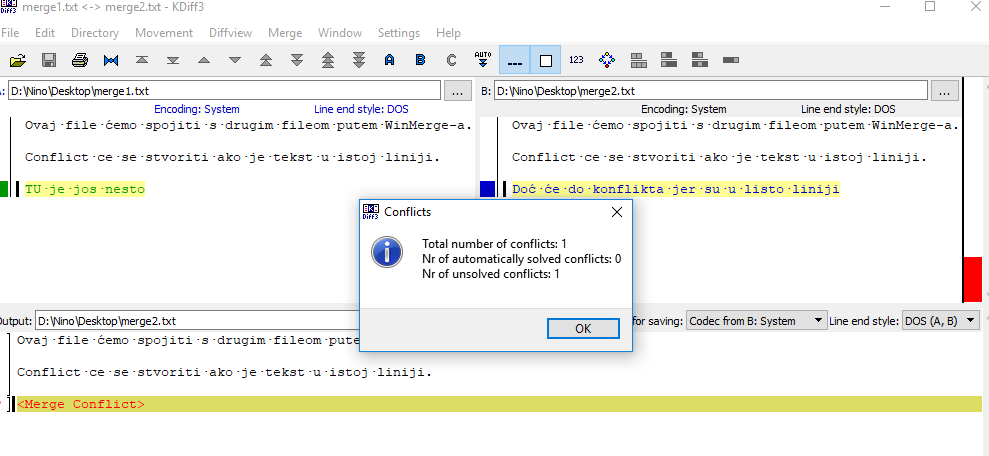 merge1.txt <-> merge2.txt - KDiff3
File Edit Directory Movement Diffview Merge Window Settings Help
A B C AUTO 123
A: D:\Nino\Desktop\merge1.txt ...
Encoding: System Line end style: DOS
Ovaj·file·ćemo·spojiti·s·drugim·fileom·putem·WinMerge-a.
Conflict·ce·se·stvoriti·ako·je·tekst·u·istoj·liniji.
TU·je·jos·nesto
B: D:\Nino\Desktop\merge2.txt ...
Encoding: System Line end style: DOS
Ovaj·file·ćemo·spojiti·s·drugim·fileom·putem·WinMerge-a.
Conflict·ce·se·stvoriti·ako·je·tekst·u·istoj·liniji.
Doć·će·do·konflikta·jer·su·u·listo·liniji
Conflicts
Total number of conflicts: 1
Nr of automatically solved conflicts: 0
Nr of unsolved conflicts: 1
OK
Output: D:\Nino\Desktop\merge2.txt for saving: Codec from B: System Line end style: DOS (A, B)
Ovaj·file·ćemo·spojiti·s·drugim·fileom·pute
Conflict·ce·se·stvoriti·ako·je·tekst·u·istoj·liniji.
<Merge Conflict>